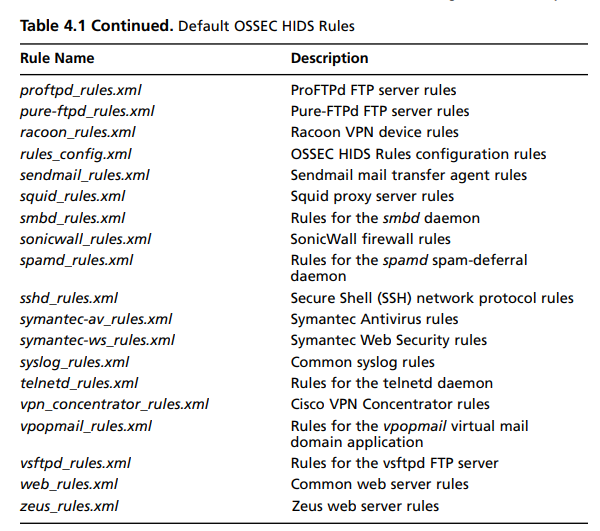 Table 4.1 Continued. Default OSSEC HIDS Rules
Rule Name Description
proftpd_rules.xml ProFTPd FTP server rules
pure-ftpd_rules.xml Pure-FTPd FTP server rules
racoon_rules.xml Racoon VPN device rules
rules_config.xml OSSEC HIDS Rules configuration rules
sendmail_rules.xml Sendmail mail transfer agent rules
squid_rules.xml Squid proxy server rules
smbd_rules.xml Rules for the smbd daemon
sonicwall_rules.xml SonicWall firewall rules
spamd_rules.xml Rules for the spamd spam-deferral
daemon
sshd_rules.xml Secure Shell (SSH) network protocol rules
symantec-av_rules.xml Symantec Antivirus rules
symantec-ws_rules.xml Symantec Web Security rules
syslog_rules.xml Common syslog rules
telnetd_rules.xml Rules for the telnetd daemon
vpn_concentrator_rules.xml Cisco VPN Concentrator rules
vpopmail_rules.xml Rules for the vpopmail virtual mail
domain application
vsftpd_rules.xml Rules for the vsftpd FTP server
web_rules.xml Common web server rules
zeus_rules.xml Zeus web server rules